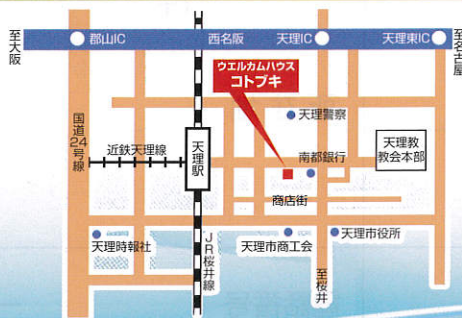 至大阪
郡山IC
西名阪
天理IC
天理東IC
至名古屋
ウエルカムハウス
コトブキ
国道24号線
近鉄天理線
天理駅
天理警察
南都銀行
天理教
教会本部
商店街
天理時報社
JR桜井線
天理市商工会
天理市役所
至桜井